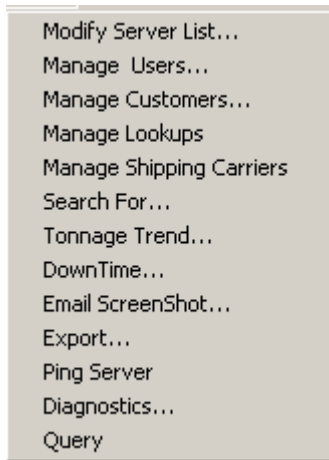 Modify Server List...
Manage  Users...
Manage Customers...
Manage Lookups
Manage Shipping Carriers
Search For...
Tonnage Trend...
DownTime...
Email ScreenShot...
Export...
Ping Server
Diagnostics...
Query